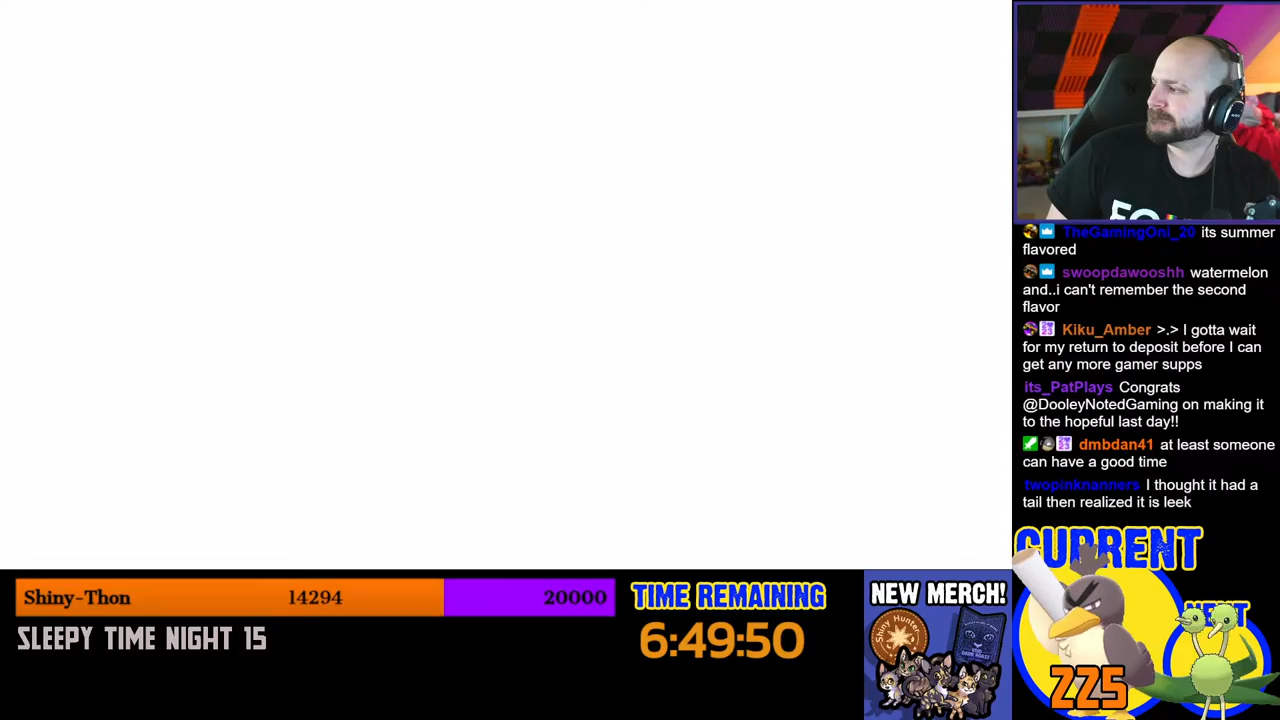 TheGamingOni_20 its summer
flavored
swoopdawooshh watermelon
and..i can't remember the second
flavor
Kiku_Amber >.> I gotta wait
for my return to deposit before I can
get any more gamer supps
its_PatPlays Congrats
@DooleyNotedGaming on making it
to the hopeful last day!!
dmbdan41 at least someone
can have a good time
twopinknanners I thought it had a
tail then realized it is leek
CURRENT
NEXT
225
Shiny-Thon 14294 20000
SLEEPY TIME NIGHT 15
TIME REMAINING
6:49:50
NEW MERCH!
Shiny Hunter